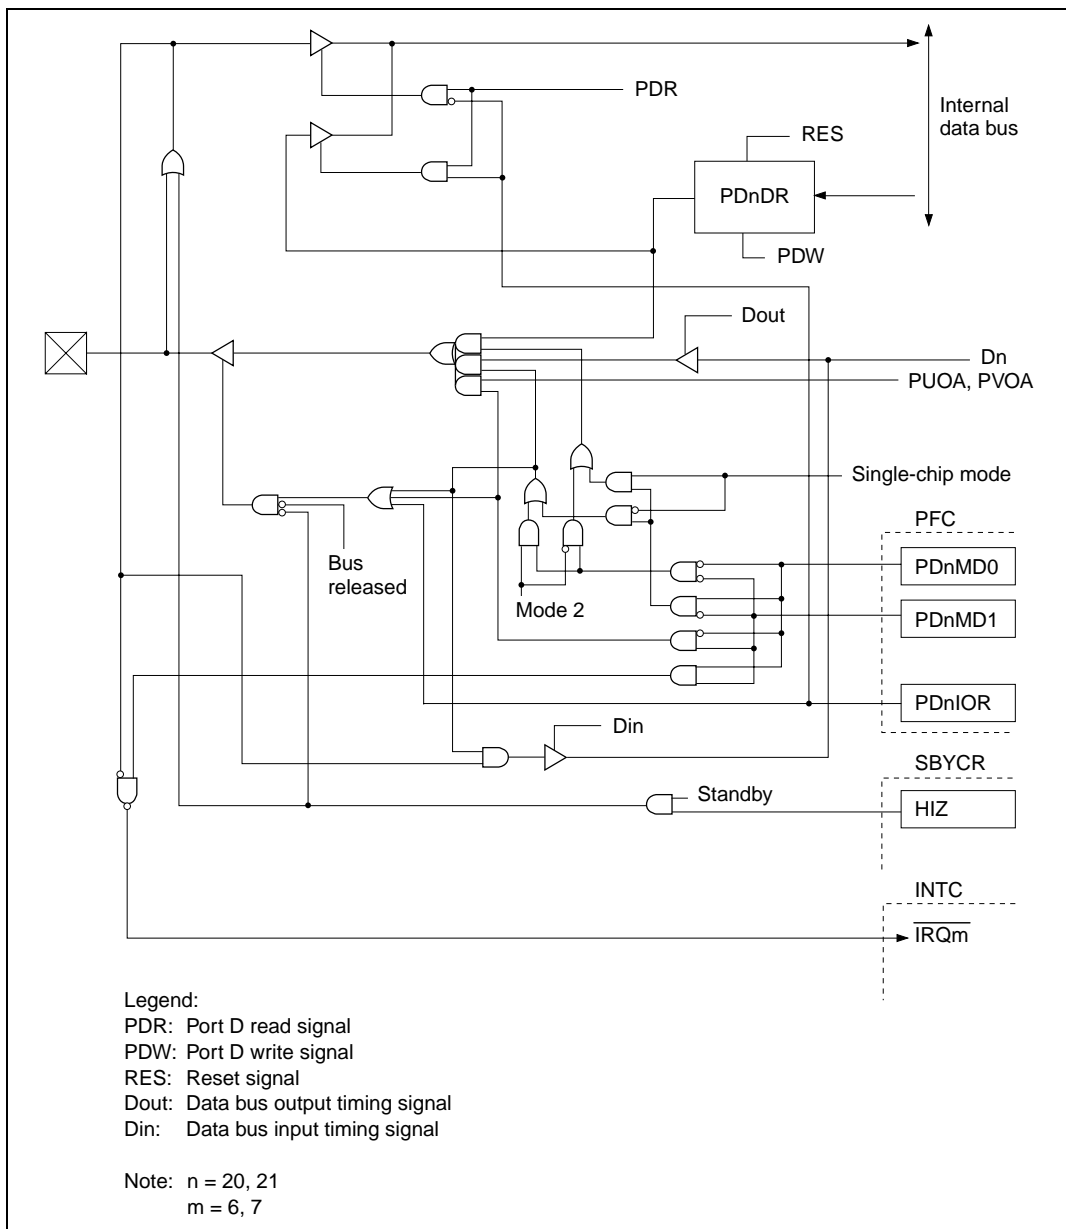 PDR
Internal
data bus
RES
PDnDR
PDW
Dout
Dn
PUOA, PVOA
Single-chip mode
PFC
Bus
released
Mode 2
PDnMD0
PDnMD1
PDnIOR
Din
SBYCR
Standby
HIZ
INTC
IRQm
Legend:
PDR: Port D read signal
PDW: Port D write signal
RES: Reset signal
Dout: Data bus output timing signal
Din: Data bus input timing signal
Note: n = 20, 21
m = 6, 7